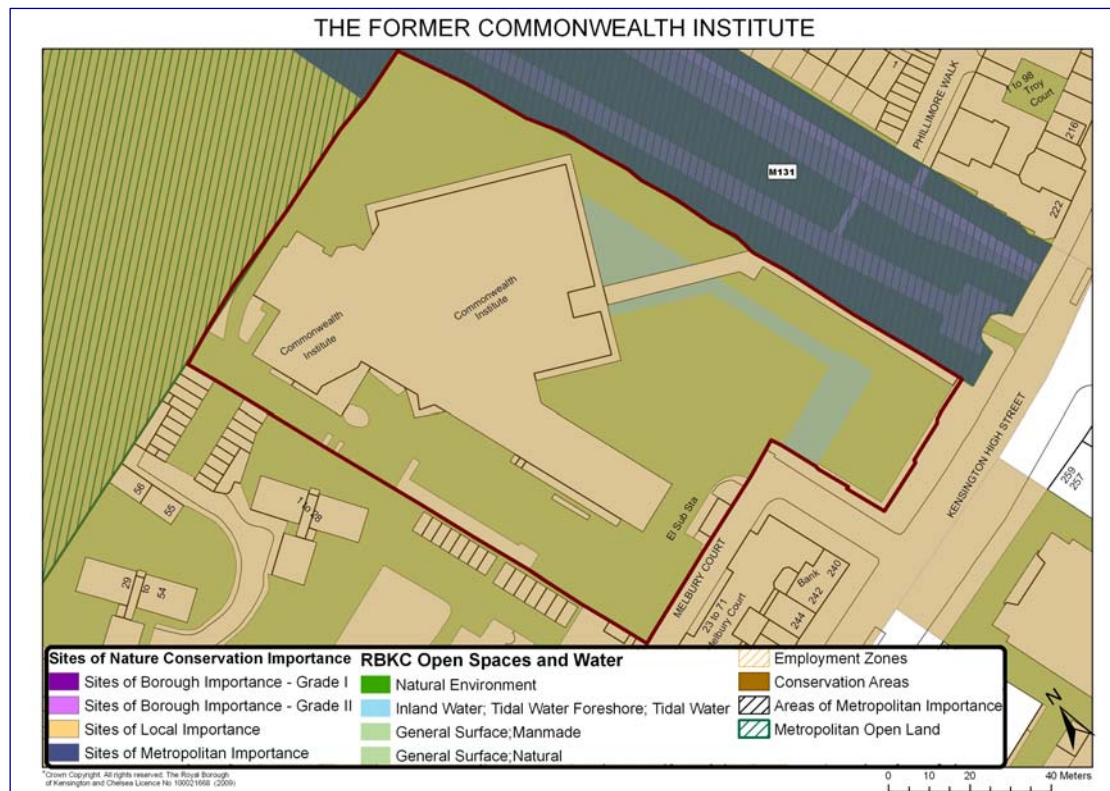 THE FORMER COMMONWEALTH INSTITUTE
1
1 to 98
Troy
Court
216
PHILLIMORE WALK
222
M131
Commonwealth
Institute
Commonwealth
Institute
KENSINGTON HIGH STREET
259
257
56
55
1 to 28
El Sub Sta
MELBURY COURT
29
to
54
23 to 71
Melbury Court
Bank
240
242
244
N
Sites of Nature Conservation Importance
Sites of Borough Importance - Grade I
Sites of Borough Importance - Grade II
Sites of Local Importance
Sites of Metropolitan Importance
RBKC Open Spaces and Water
Natural Environment
Inland Water; Tidal Water Foreshore; Tidal Water
General Surface;Manmade
General Surface;Natural
Employment Zones
Conservation Areas
Areas of Metropolitan Importance
Metropolitan Open Land
"Crown Copyright. All rights reserved. The Royal Borough
of Kensington and Chelsea Licence No 100021668 (2009)
0 10 20 40 Meters